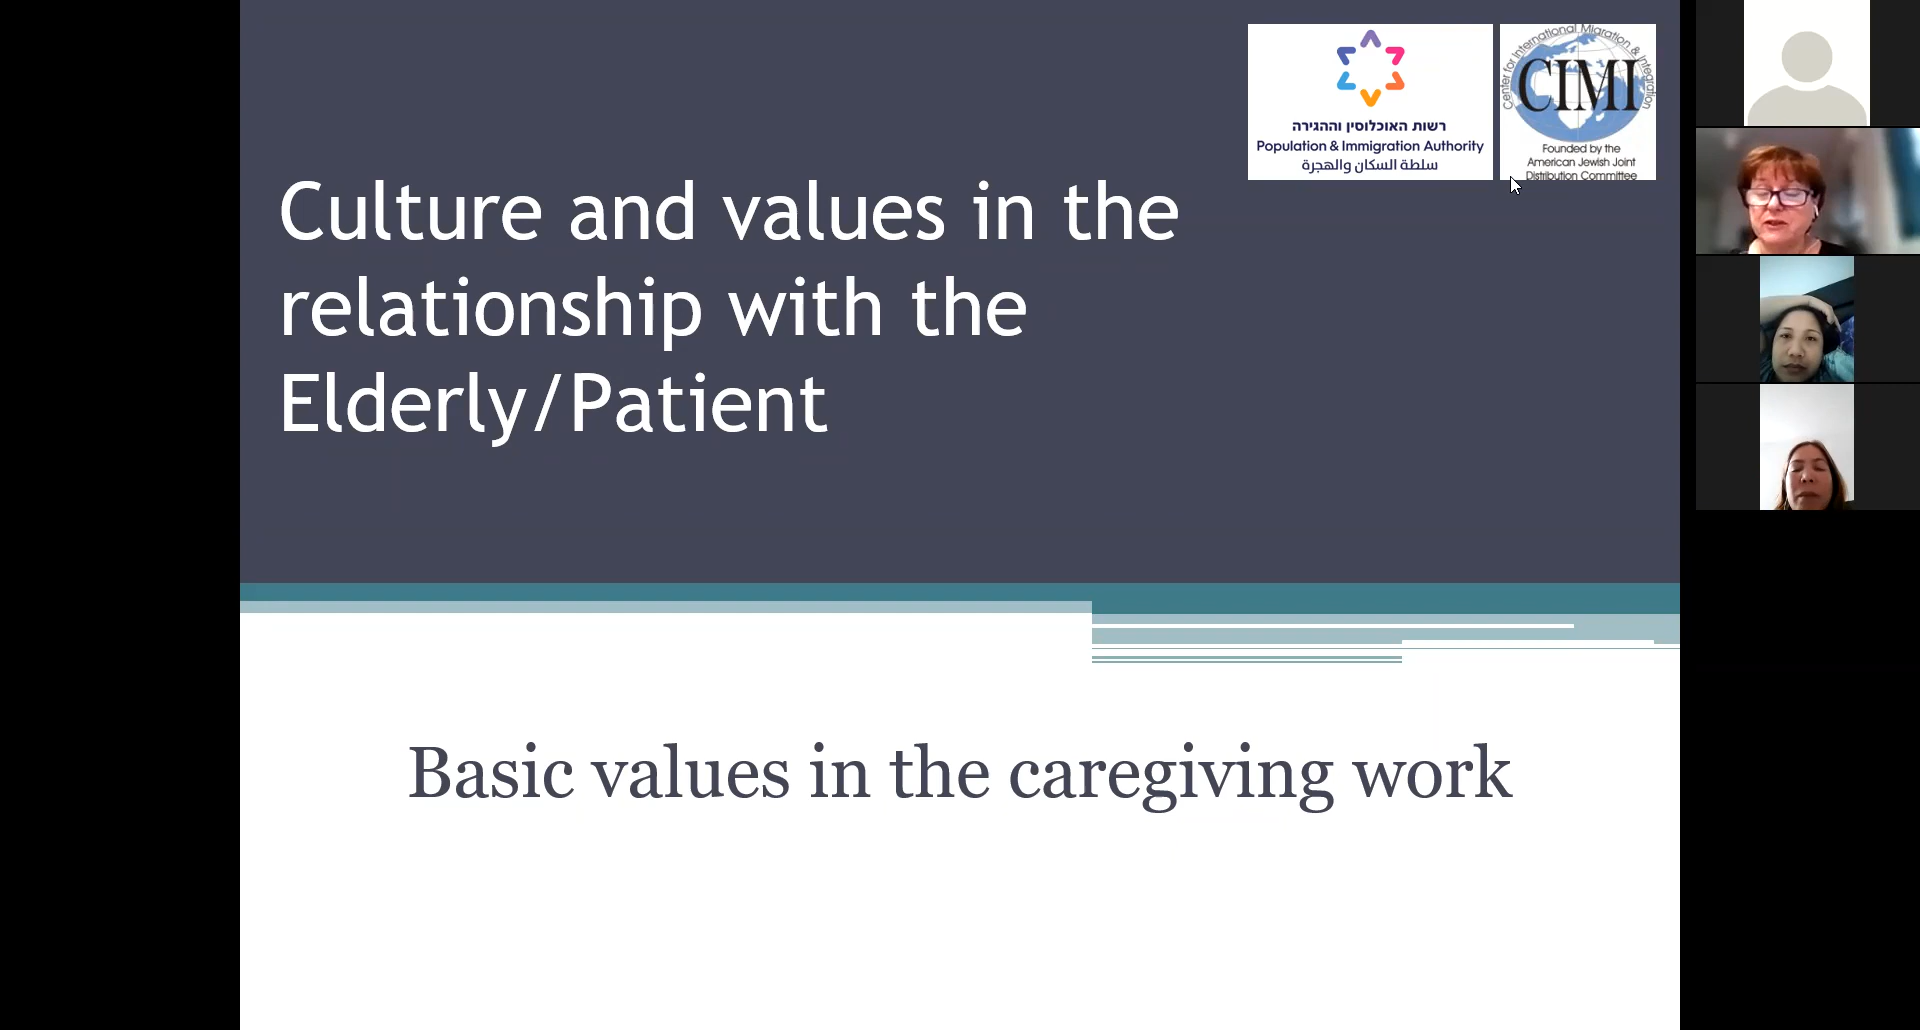 Culture and values in the
relationship with the
Elderly/Patient
רשות האוכלוסין וההגירה
Population & Immigration Authority
سلطة السكان والهجرة
Center for International Migration & Integration
CIMI
Founded by the
American Jewish Joint
Distribution Committee
Basic values in the caregiving work